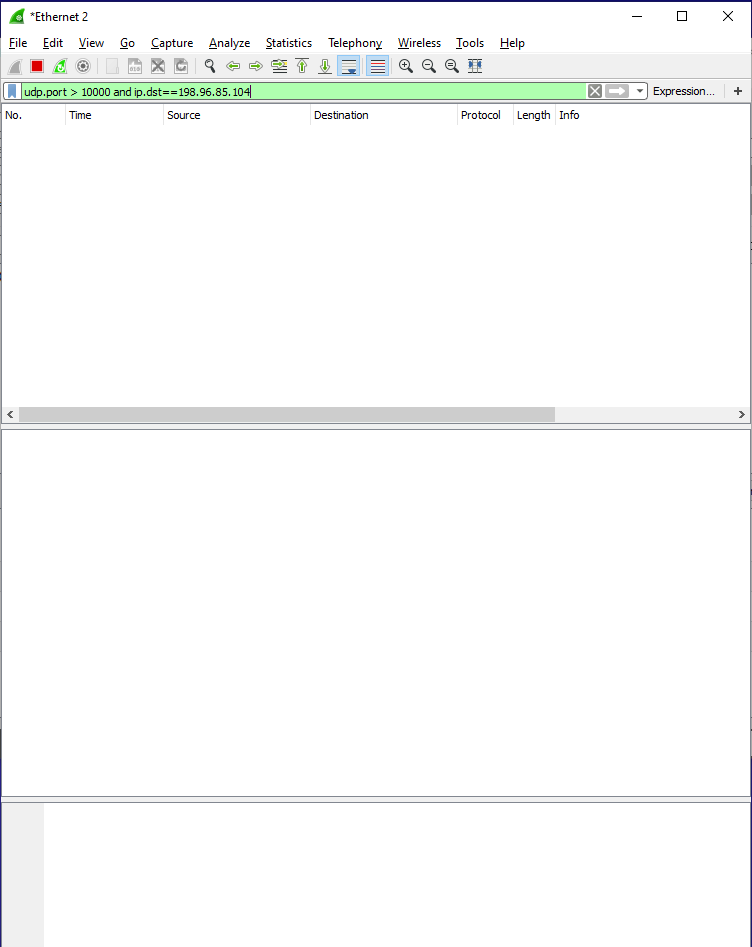 *Ethernet 2
File Edit View Go Capture Analyze Statistics Telephony Wireless Tools Help
udp.port > 10000 and ip.dst==198.96.85.104 Expression... +
No. Time Source Destination Protocol Length Info